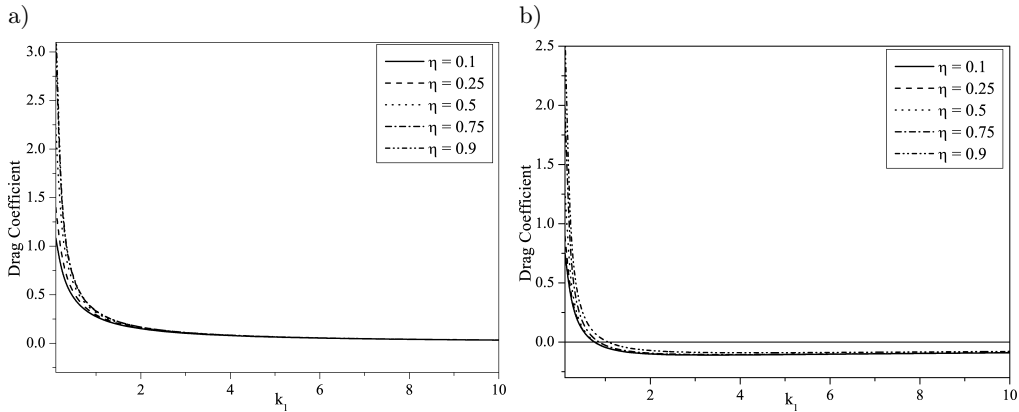 a)
3.0
2.5
2.0
1.5
1.0
0.5
0.0
Drag Coefficient
2 4 6 8 10
k1
η = 0.1
η = 0.25
η = 0.5
η = 0.75
η = 0.9
b)
2.5
2.0
1.5
1.0
0.5
0.0
Drag Coefficient
2 4 6 8 10
k1
η = 0.1
η = 0.25
η = 0.5
η = 0.75
η = 0.9